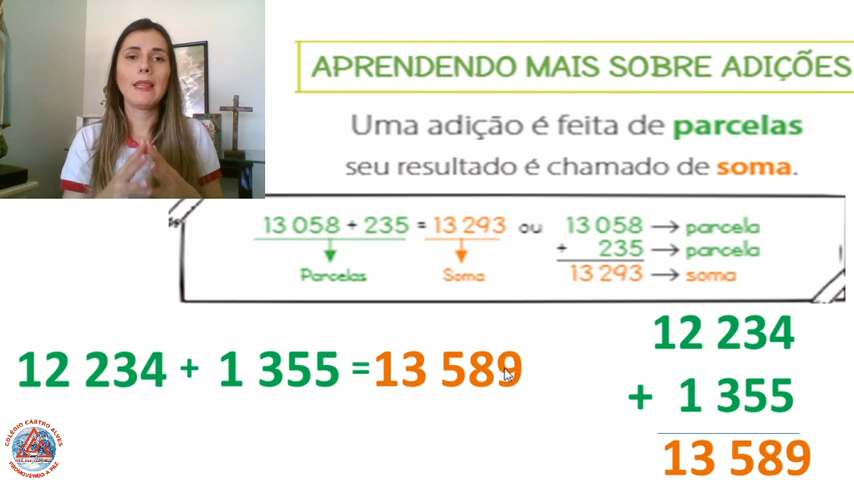 APRENDENDO MAIS SOBRE ADIÇÕES
Uma adição é feita de parcelas
seu resultado é chamado de soma.
13 058 + 235 = 13 293 ou
Parcelas Soma
13 058 → parcela
+ 235 → parcela
13 293 → soma
12 234 + 1 355 = 13 589
12 234
+ 1 355
13 589
COLÉGIO CASTRO ALVES
PROMOVENDO A PAZ